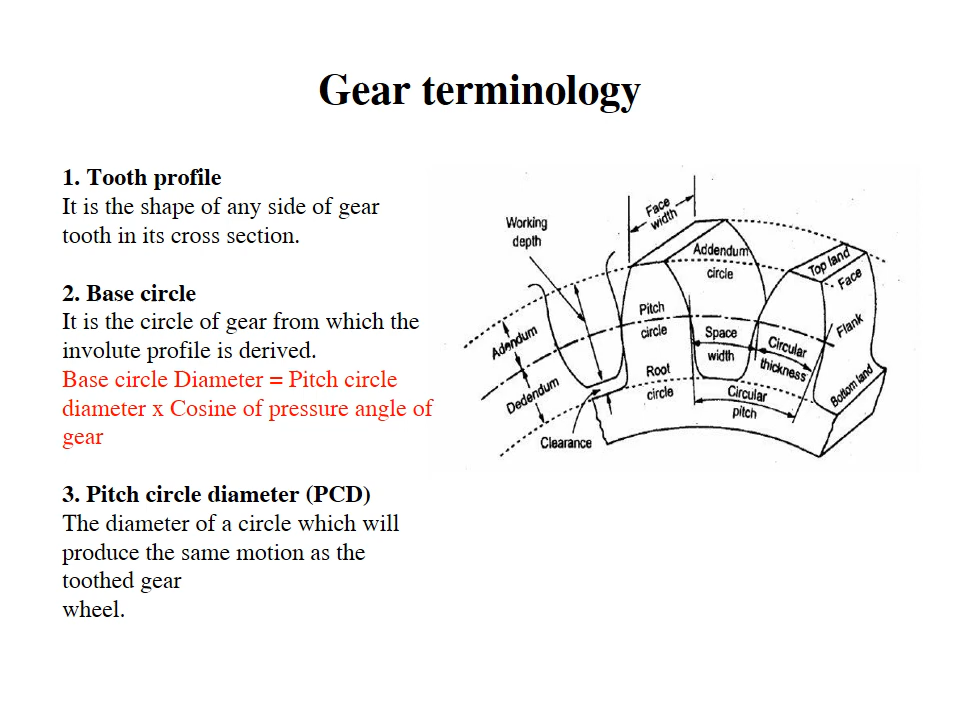 Gear terminology
1. Tooth profile
It is the shape of any side of gear
tooth in its cross section.
2. Base circle
It is the circle of gear from which the
involute profile is derived.
Base circle Diameter = Pitch circle
diameter x Cosine of pressure angle of
gear
3. Pitch circle diameter (PCD)
The diameter of a circle which will
produce the same motion as the
toothed gear
wheel.
Working
depth
Face
width
Addendum
circle
Top land
Face
Flank
Pitch
circle
Space
width
Circular
thickness
Adendum
Dedendum
Root
circle
Circular
pitch
Bottom land
Clearance